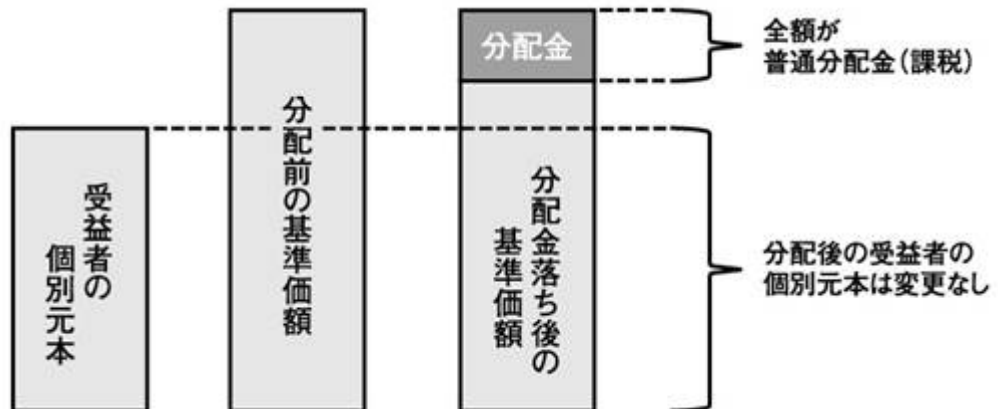 受益者の
個別元本
分配前の基準価額
分配金
分配金落ち後の
基準価額
全額が
普通分配金（課税）
分配後の受益者の
個別元本は変更なし